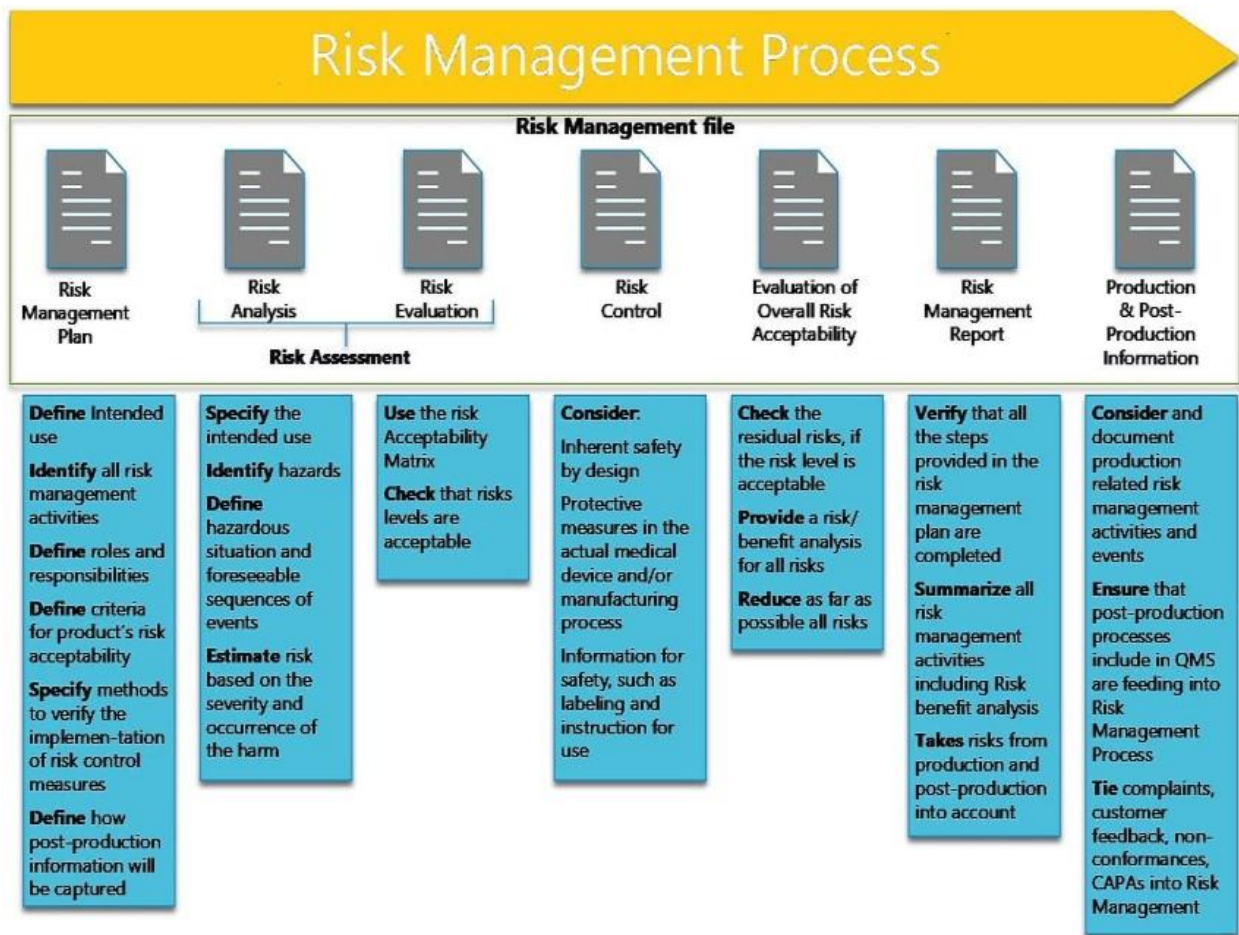 Risk Management Process
Risk Management file
Risk
Management
Plan
Risk
Analysis
Risk
Evaluation
Risk Assessment
Risk
Control
Evaluation of
Overall Risk
Acceptability
Risk
Management
Report
Production
& Post-
Production
Information
Define Intended
use
Identify all risk
management
activities
Define roles and
responsibilities
Define criteria
for product's risk
acceptability
Specify methods
to verify the
implemen-tation
of risk control
measures
Define how
post-production
information will
be captured
Specify the
intended use
Identify hazards
Define
hazardous
situation and
foreseeable
sequences of
events
Estimate risk
based on the
severity and
occurrence of
the harm
Use the risk
Acceptability
Matrix
Check that risks
levels are
acceptable
Consider:
Inherent safety
by design
Protective
measures in the
actual medical
device and/or
manufacturing
process
Information for
safety, such as
labeling and
instruction for
use
Check the
residual risks, if
the risk level is
acceptable
Provide a risk/
benefit analysis
for all risks
Reduce as far as
possible all risks
Verify that all
the steps
provided in the
risk
management
plan are
completed
Summarize all
risk
management
activities
including Risk
benefit analysis
Takes risks from
production and
post-production
into account
Consider and
document
production
related risk
management
activities and
events
Ensure that
post-production
processes
include in QMS
are feeding into
Risk
Management
Process
Tie complaints,
customer
feedback, non-
conformances,
CAPAs into Risk
Management